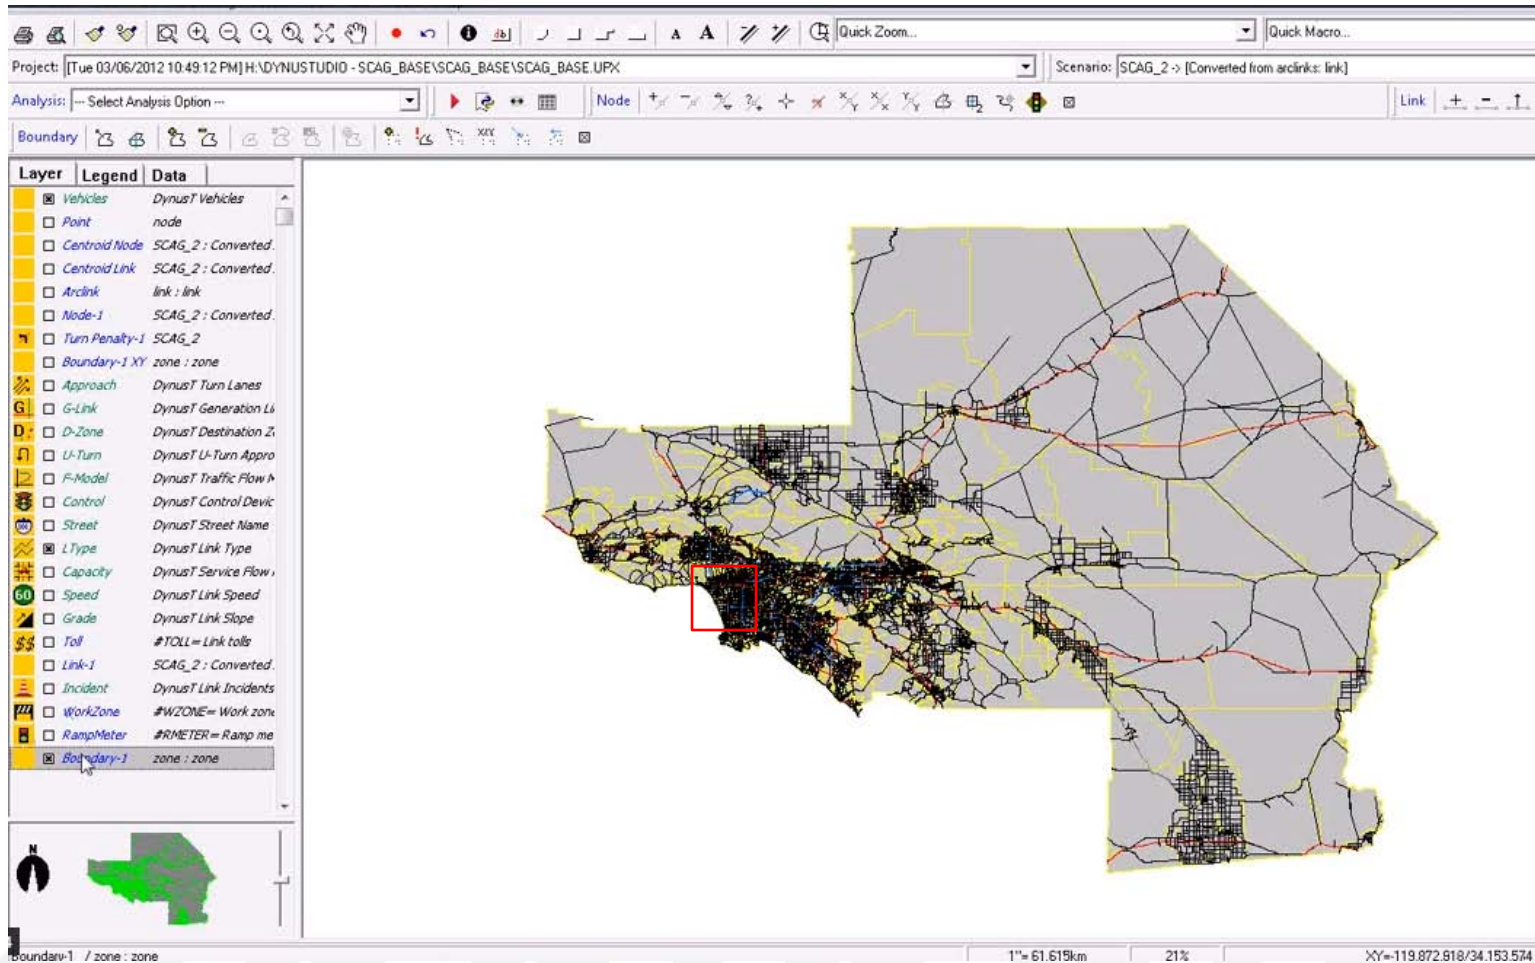 Quick Zoom...
Quick Macro...
Project: [Tue 03/06/2012 10:49:12 PM] H:\DYNUSTUDIO - SCAG_BASE\SCAG_BASE\SCAG_BASE.UPX
Scenario: SCAG_2 -> [Converted from arclinks: link]
Analysis: --- Select Analysis Option ---
Node
Link
Boundary
Layer Legend Data
Vehicles DynusT Vehicles
Point node
Centroid Node SCAG_2 : Converted
Centroid Link SCAG_2 : Converted
Arclink link : link
Node-1 SCAG_2 : Converted
Turn Penalty-1 SCAG_2
Boundary-1 XY zone : zone
Approach DynusT Turn Lanes
G G-Link DynusT Generation Li
D D-Zone DynusT Destination Z
U-Turn DynusT U-Turn Appro
F-Model DynusT Traffic Flow M
Control DynusT Control Devic
Street DynusT Street Name
LType DynusT Link Type
Capacity DynusT Service Flow
60 Speed DynusT Link Speed
Grade DynusT Link Slope
$$ Toll #TOLL= Link tolls
Link-1 SCAG_2 : Converted
Incident DynusT Link Incidents
WorkZone #WZONE= Work zone
RampMeter #RMETER= Ramp me
Boundary-1 zone : zone
N
Boundary-1 / zone : zone
1"= 61.615km
21%
XY=-119.872.918/34.153.574